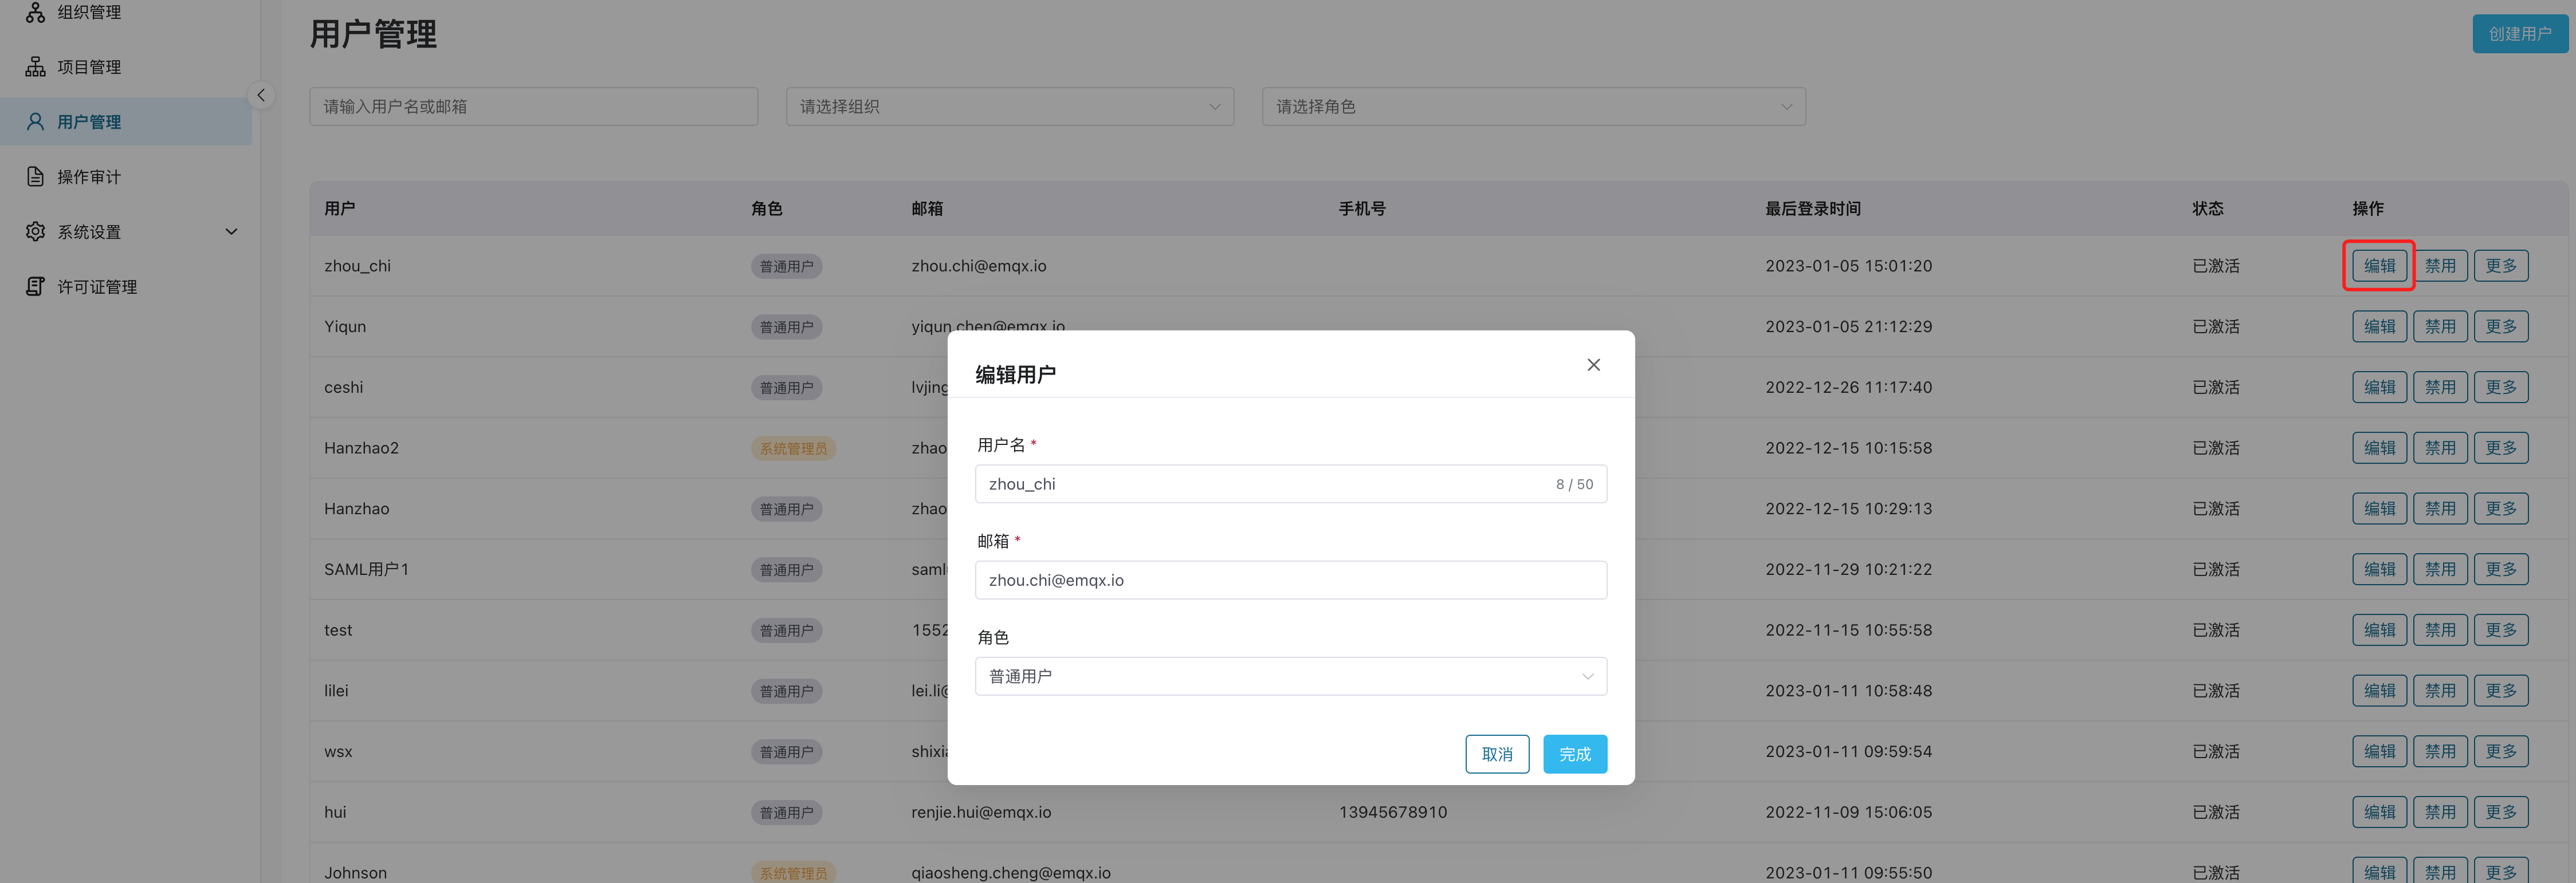 组织管理
项目管理
用户管理
操作审计
系统设置
许可证管理
用户管理
创建用户
请输入用户名或邮箱 请选择组织 请选择角色
用户 角色 邮箱 手机号 最后登录时间 状态 操作
zhou_chi 普通用户 zhou.chi@emqx.io 2023-01-05 15:01:20 已激活 编辑 禁用 更多
Yiqun 普通用户 yiqun.chen@emqx.io 2023-01-05 21:12:29 已激活 编辑 禁用 更多
ceshi 普通用户 lvjing 2022-12-26 11:17:40 已激活 编辑 禁用 更多
Hanzhao2 系统管理员 zhao 2022-12-15 10:15:58 已激活 编辑 禁用 更多
Hanzhao 普通用户 zhao 2022-12-15 10:29:13 已激活 编辑 禁用 更多
SAML用户1 普通用户 saml 2022-11-29 10:21:22 已激活 编辑 禁用 更多
test 普通用户 1552 2022-11-15 10:55:58 已激活 编辑 禁用 更多
lilei 普通用户 lei.li@ 2023-01-11 10:58:48 已激活 编辑 禁用 更多
wsx 普通用户 shixia 2023-01-11 09:59:54 已激活 编辑 禁用 更多
hui 普通用户 renjie.hui@emqx.io 13945678910 2022-11-09 15:06:05 已激活 编辑 禁用 更多
Johnson 系统管理员 qiaosheng.cheng@emqx.io 2023-01-11 09:55:50 已激活 编辑 禁用 更多
编辑用户
用户名 *
zhou_chi 8 / 50
邮箱 *
zhou.chi@emqx.io
角色
普通用户
取消 完成